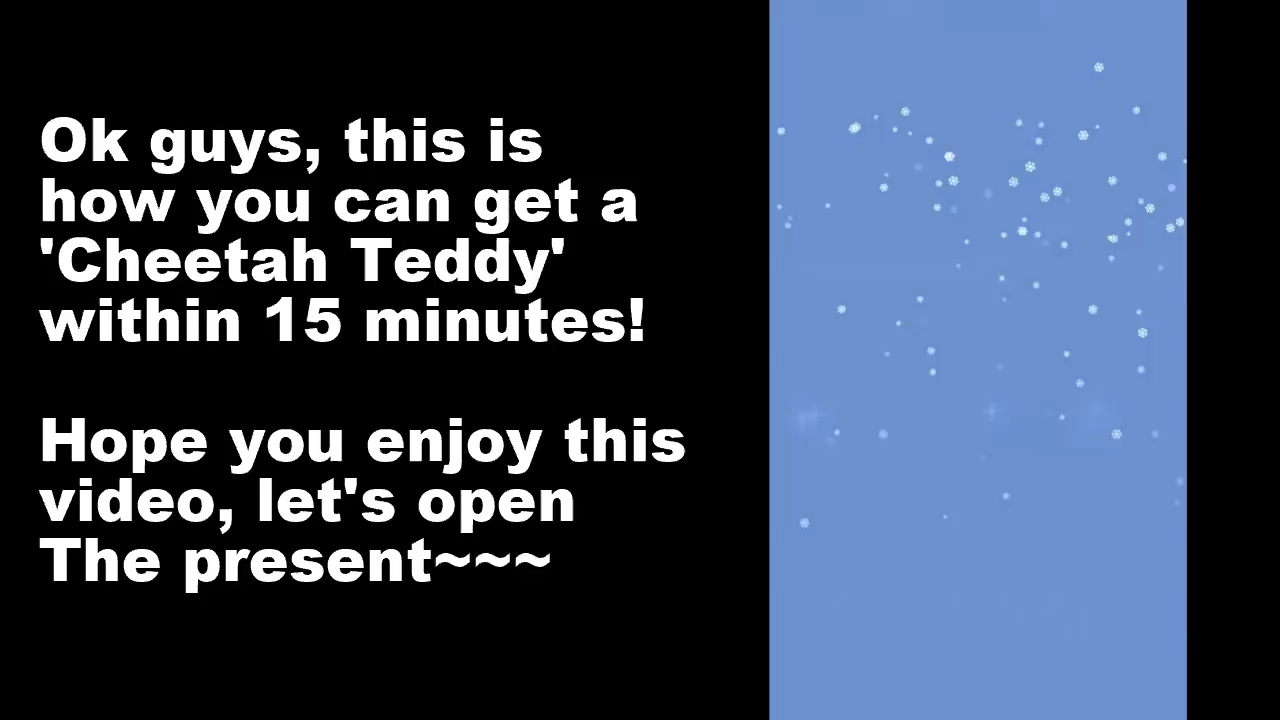 Ok guys, this is
how you can get a
'Cheetah Teddy'
within 15 minutes!
Hope you enjoy this
video, let's open
The present~~~